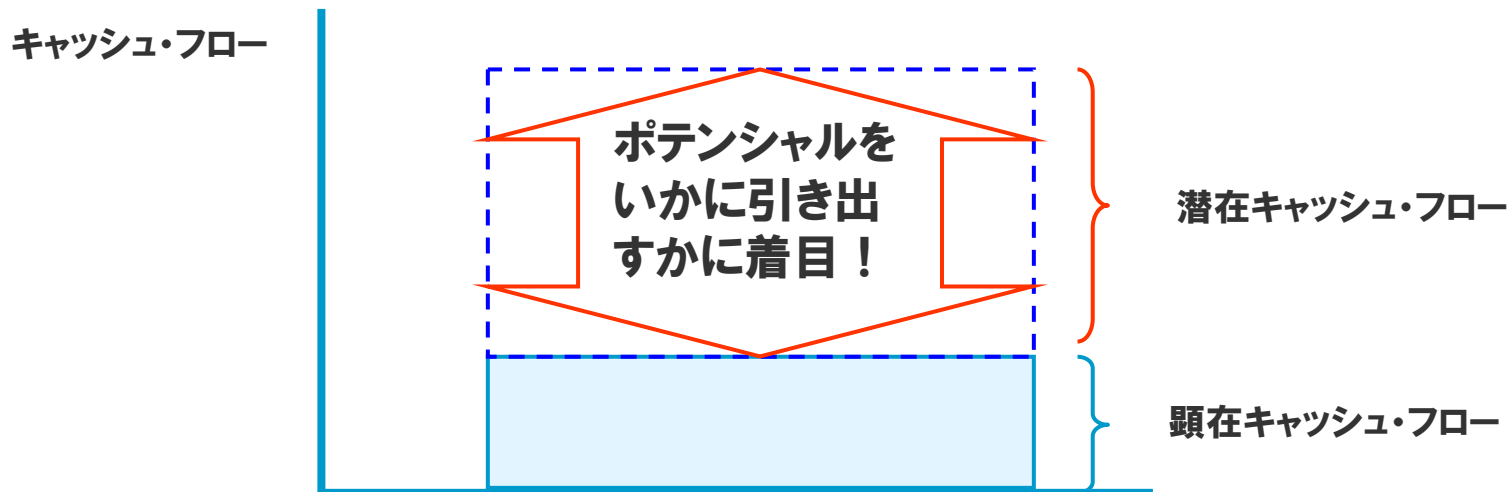 キャッシュ・フロー
ポテンシャルを
いかに引き出
すかに着目！
潜在キャッシュ・フロー
顕在キャッシュ・フロー